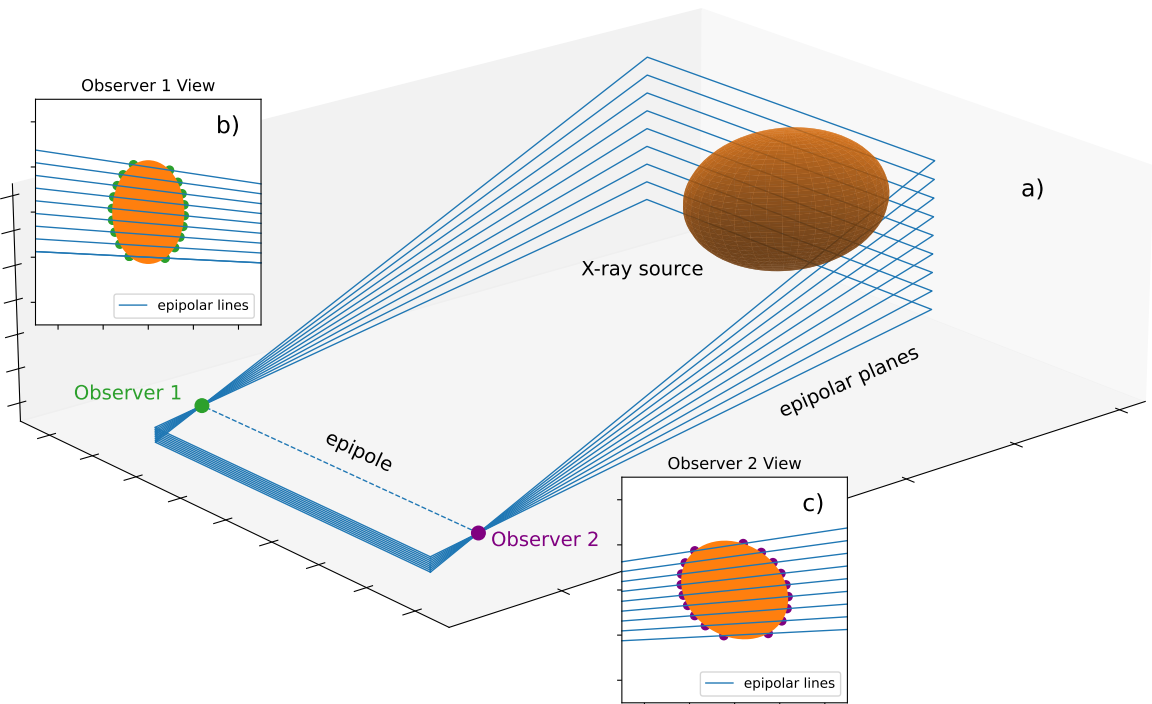 Observer 1 View
b)
epipolar lines
a)
X-ray source
Observer 1
epipole
epipolar planes
Observer 2
Observer 2 View
c)
epipolar lines